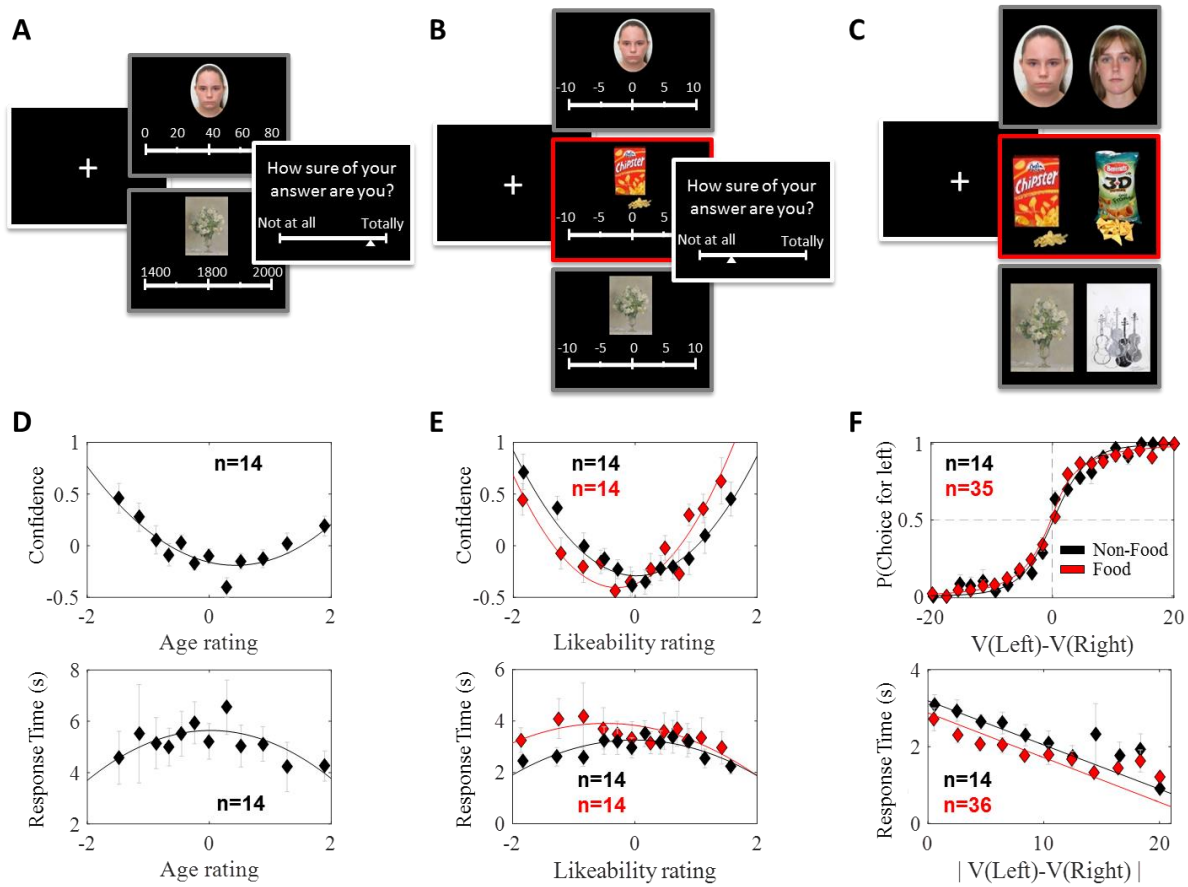 A
B
C
+
0 20 40 60 80
1400 1800 2000
How sure of your
answer are you?
Not at all Totally
-10 -5 0 5 10
+
CHiPSTER
-10 -5 0 5
-10 -5 0 5 10
How sure of your
answer are you?
Not at all Totally
+
CHiPSTER
3D
D
n=14
Confidence
1
0.5
0
-0.5
-2 0 2
Age rating
Response Time (s)
8
6
4
2
n=14
-2 0 2
Age rating
E
n=14
n=14
Confidence
1
0.5
0
-0.5
-2 0 2
Likeability rating
Response Time (s)
6
4
2
0
n=14
n=14
-2 0 2
Likeability rating
F
n=14
n=35
P(Choice for left)
1
0.5
0
Non-Food
Food
-20 0 20
V(Left)-V(Right)
Response Time (s)
4
2
0
n=14
n=36
0 10 20
| V(Left)-V(Right) |